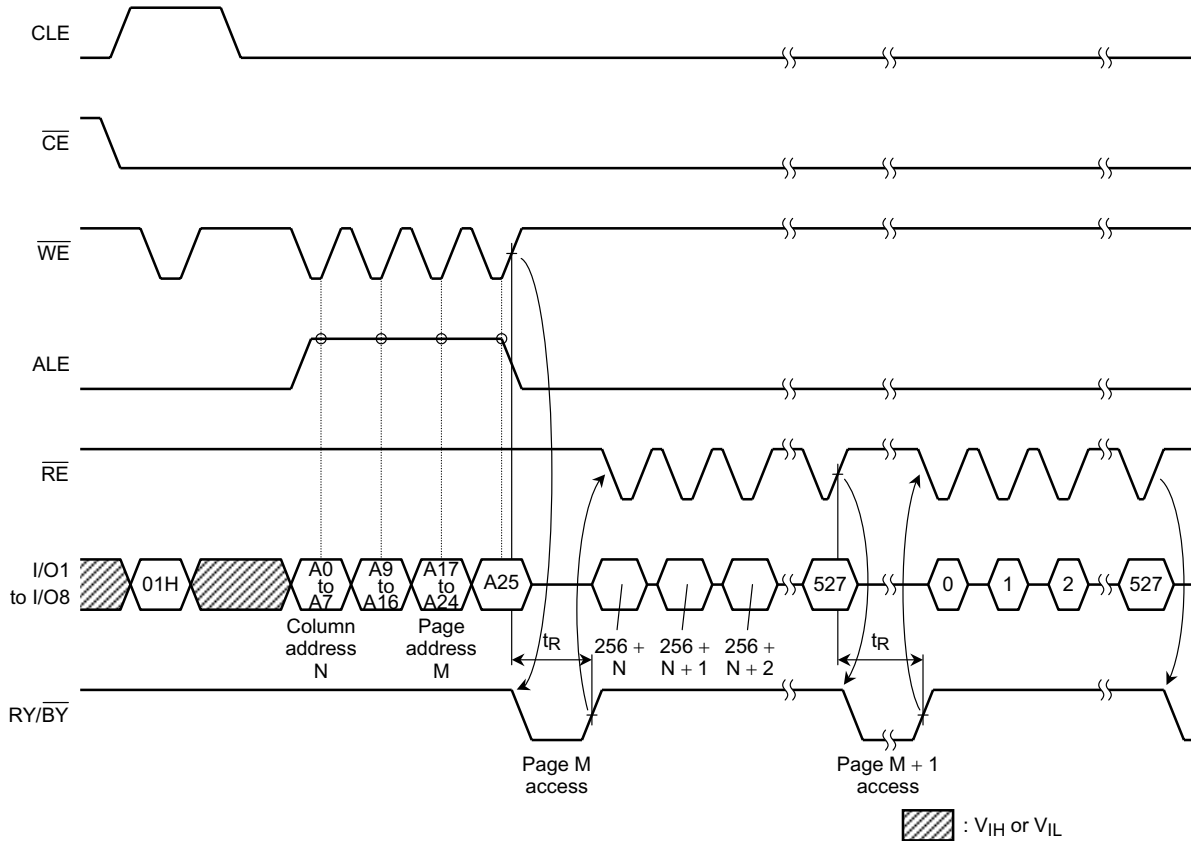 CLE
CE
WE
ALE
RE
I/O1
to I/O8
01H
A0
to
A7
A9
to
A16
A17
to
A24
A25
527
0
1
2
527
Column
address
N
Page
address
M
tR
256 +
N
256 +
N + 1
256 +
N + 2
tR
RY/BY
Page M
access
Page M + 1
access
: VIH or VIL